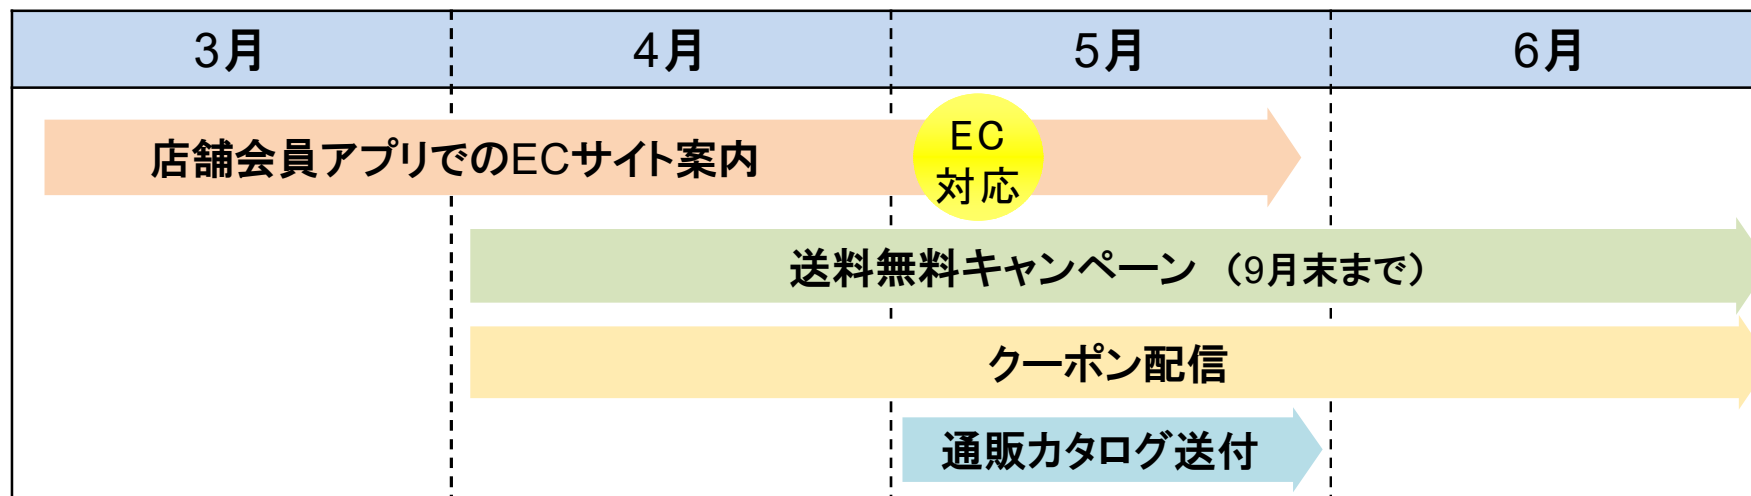 3月 4月 5月 6月
店舗会員アプリでのECサイト案内
EC
対応
送料無料キャンペーン （9月末まで）
クーポン配信
通販カタログ送付